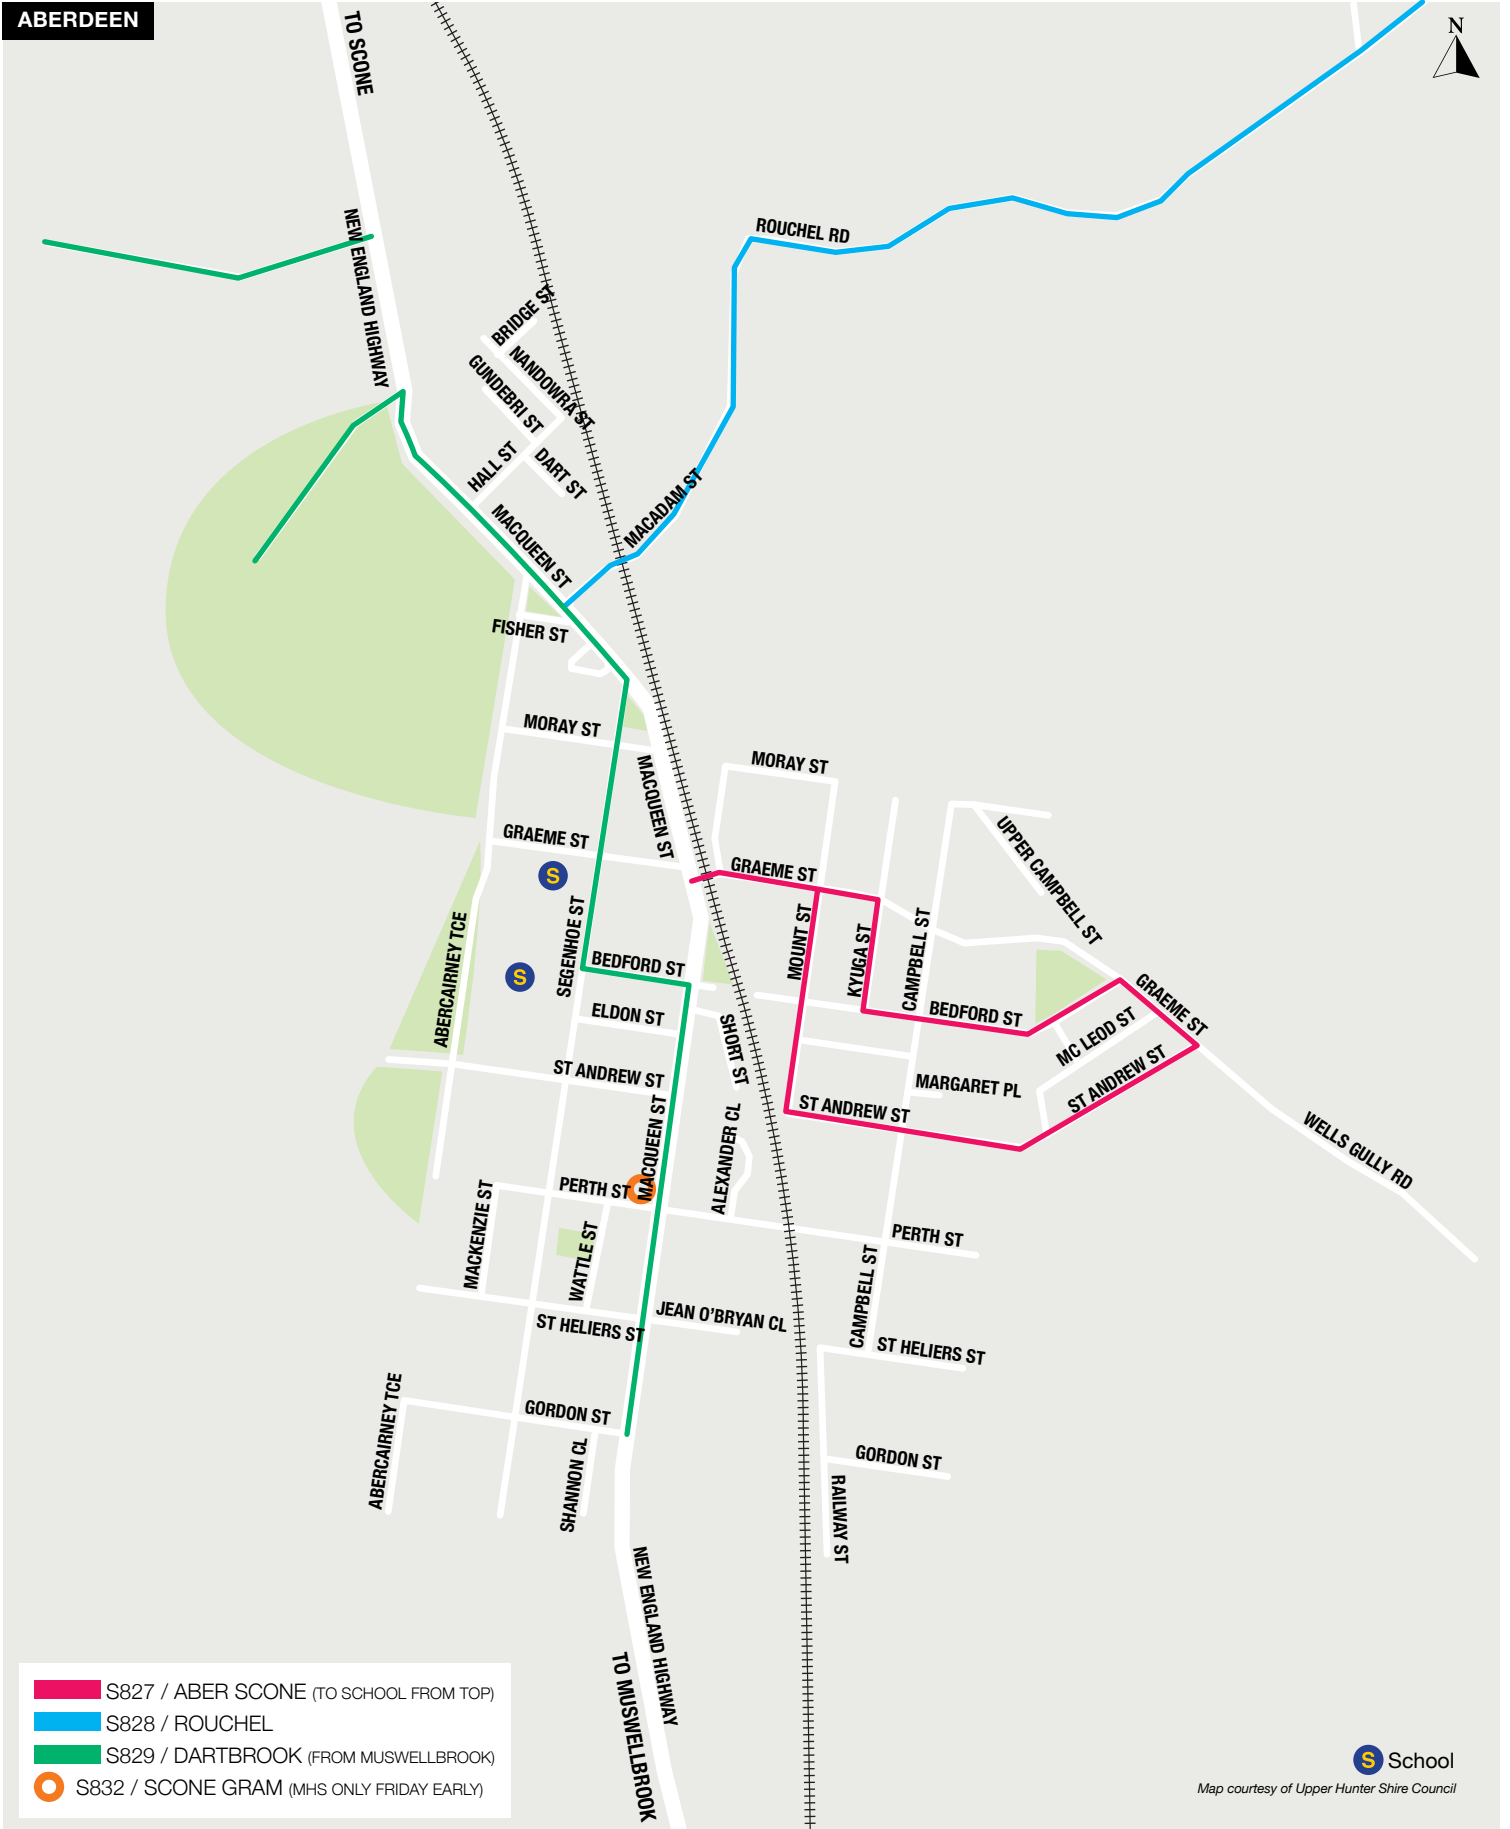 ABERDEEN
N
TO SCONE
NEW ENGLAND HIGHWAY
ROUCHEL RD
BRIDGE ST
NANDOWRA ST
GUNDEBRI ST
HALL ST
DART ST
MACADAM ST
MACQUEEN ST
FISHER ST
MORAY ST
MORAY ST
MACQUEEN ST
GRAEME ST
GRAEME ST
UPPER CAMPBELL ST
S
MOUNT ST
KYUGA ST
CAMPBELL ST
SEGENHOE ST
ABERCAIRNEY TCE
BEDFORD ST
S
GRAEME ST
BEDFORD ST
ELDON ST
SHORT ST
MC LEOD ST
ST ANDREW ST
MARGARET PL
ST ANDREW ST
ST ANDREW ST
MACQUEEN ST
ALEXANDER CL
WELLS GULLY RD
PERTH ST
MACKENZIE ST
WATTLE ST
PERTH ST
CAMPBELL ST
JEAN O'BRYAN CL
ST HELIERS ST
ST HELIERS ST
ABERCAIRNEY TCE
GORDON ST
SHANNON CL
GORDON ST
RAILWAY ST
NEW ENGLAND HIGHWAY
TO MUSWELLBROOK
S827 / ABER SCONE (TO SCHOOL FROM TOP)
S828 / ROUCHEL
S829 / DARTBROOK (FROM MUSWELLBROOK)
S832 / SCONE GRAM (MHS ONLY FRIDAY EARLY)
S School
Map courtesy of Upper Hunter Shire Council